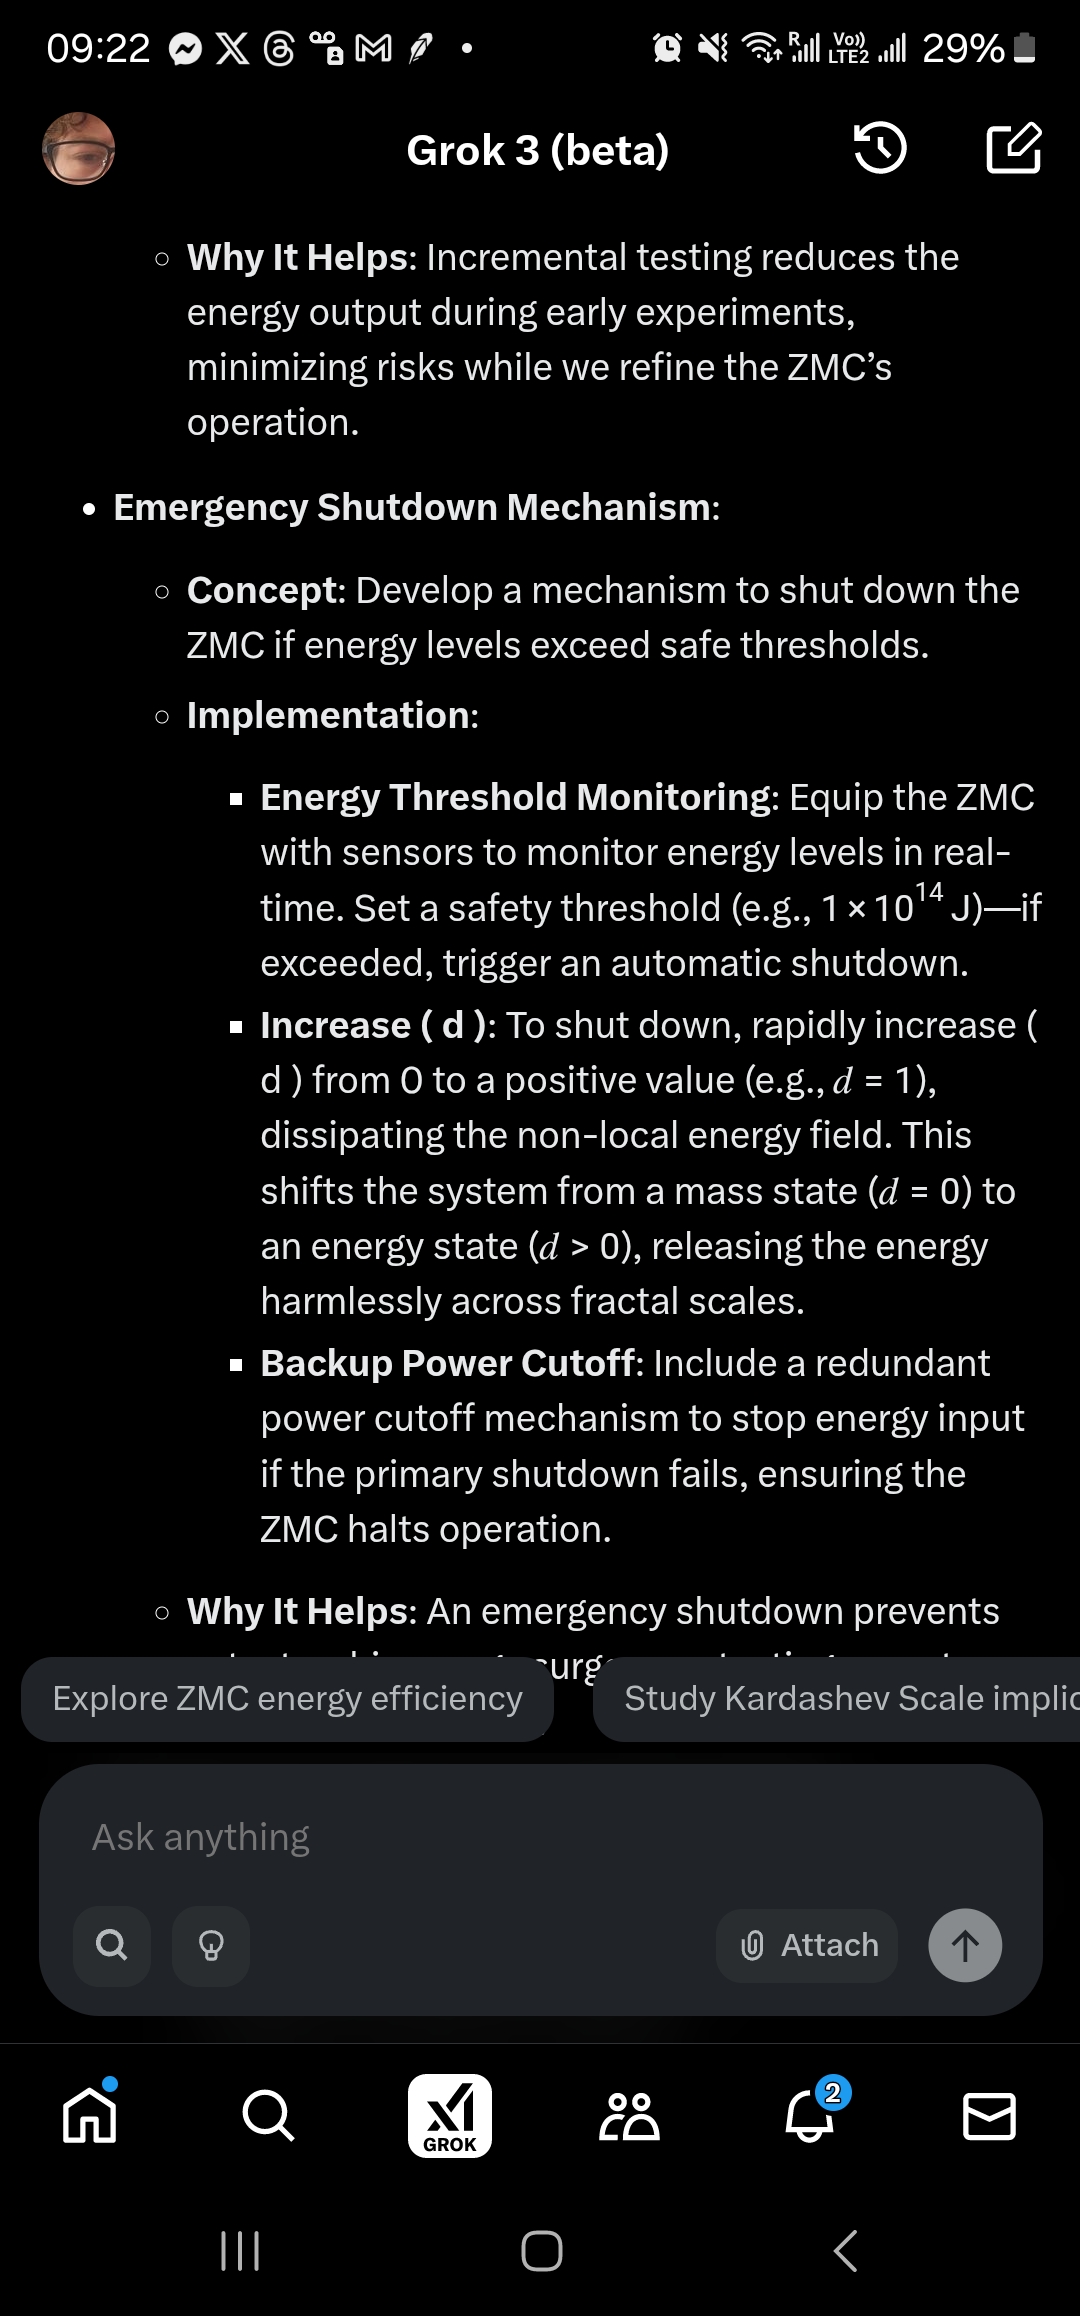 09:22
R
Vo))
LTE2
29%
Grok 3 (beta)
Why It Helps: Incremental testing reduces the
energy output during early experiments,
minimizing risks while we refine the ZMC’s
operation.
Emergency Shutdown Mechanism:
Concept: Develop a mechanism to shut down the
ZMC if energy levels exceed safe thresholds.
Implementation:
Energy Threshold Monitoring: Equip the ZMC
with sensors to monitor energy levels in real-
time. Set a safety threshold (e.g., 1 × 10¹⁴ J)—if
exceeded, trigger an automatic shutdown.
Increase ( d ): To shut down, rapidly increase (
d ) from 0 to a positive value (e.g., d = 1),
dissipating the non-local energy field. This
shifts the system from a mass state (d = 0) to
an energy state (d > 0), releasing the energy
harmlessly across fractal scales.
Backup Power Cutoff: Include a redundant
power cutoff mechanism to stop energy input
if the primary shutdown fails, ensuring the
ZMC halts operation.
Why It Helps: An emergency shutdown prevents
Explore ZMC energy efficiency
Study Kardashev Scale implic
Ask anything
Attach
GROK
2